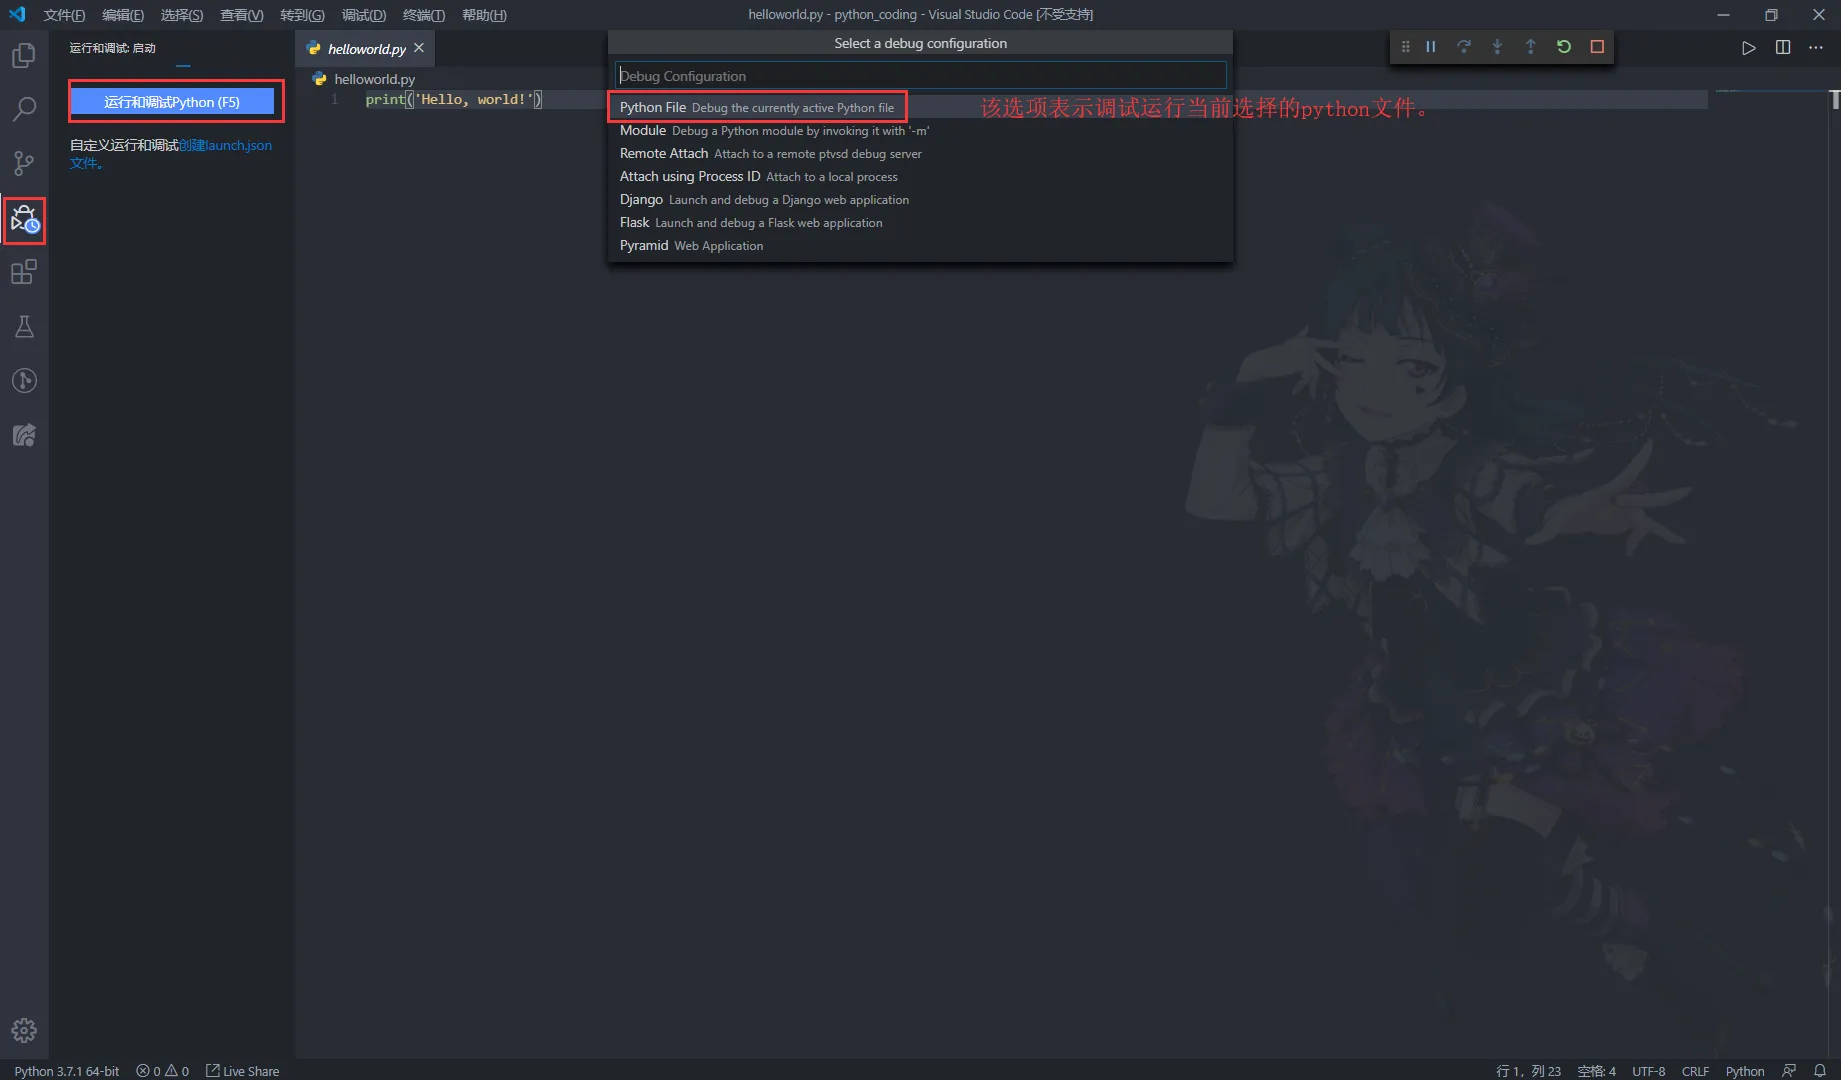 文件(F) 编辑(E) 选择(S) 查看(V) 转到(G) 调试(D) 终端(T) 帮助(H) helloworld.py - python_coding - Visual Studio Code [不受支持]
运行和调试: 启动
helloworld.py
Select a debug configuration
运行和调试Python (F5)
自定义运行和调试创建launch.json
文件。
helloworld.py
1 print('Hello, world!')
Debug Configuration
Python File Debug the currently active Python file
该选项表示调试运行当前选择的python文件。
Module Debug a Python module by invoking it with '-m'
Remote Attach Attach to a remote ptvsd debug server
Attach using Process ID Attach to a local process
Django Launch and debug a Django web application
Flask Launch and debug a Flask web application
Pyramid Web Application
Python 3.7.1 64-bit 0 0 Live Share 行 1，列 23 空格: 4 UTF-8 CRLF Python